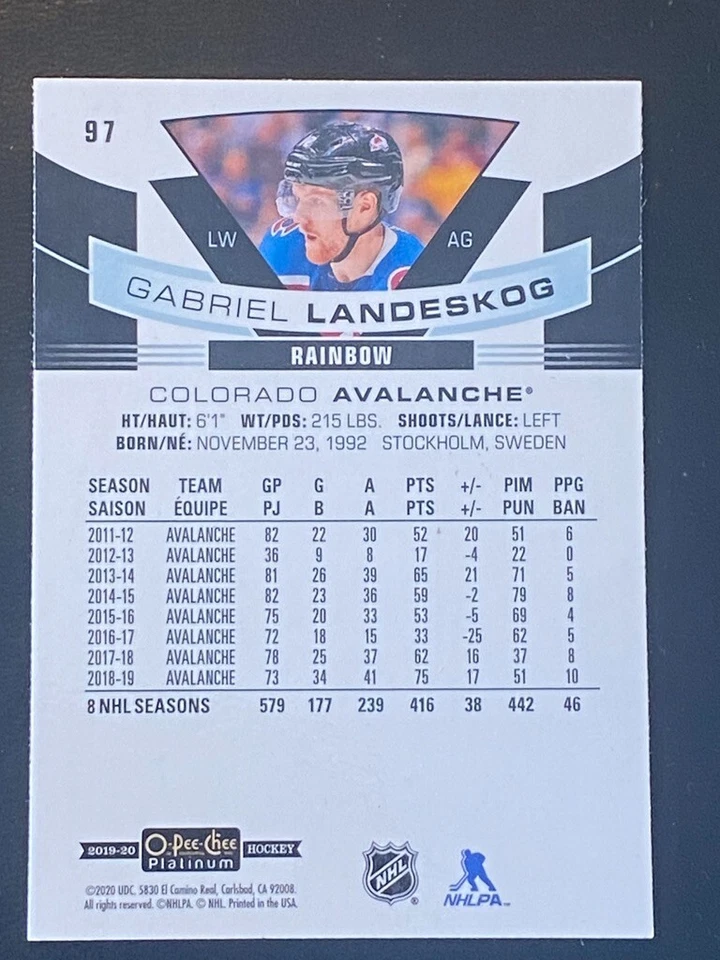 97
LW AG
GABRIEL LANDESKOG
RAINBOW
COLORADO AVALANCHE®
HT/HAUT: 6'1" WT/PDS: 215 LBS. SHOOTS/LANCE: LEFT
BORN/NÉ: NOVEMBER 23, 1992 STOCKHOLM, SWEDEN
SEASON TEAM GP G A PTS +/- PIM PPG
SAISON ÉQUIPE PJ B A PTS +/- PUN BAN
2011-12 AVALANCHE 82 22 30 52 20 51 6
2012-13 AVALANCHE 36 9 8 17 -4 22 0
2013-14 AVALANCHE 81 26 39 65 21 71 5
2014-15 AVALANCHE 82 23 36 59 -2 79 8
2015-16 AVALANCHE 75 20 33 53 -5 69 4
2016-17 AVALANCHE 72 18 15 33 -25 62 5
2017-18 AVALANCHE 78 25 37 62 16 37 8
2018-19 AVALANCHE 73 34 41 75 17 51 10
8 NHL SEASONS 579 177 239 416 38 442 46
2019-20 O-Pee-Chee Platinum HOCKEY
NHL ®
NHLPA™
©2020 UDC. 5830 El Camino Real, Carlsbad, CA 92008.
All rights reserved. ©NHLPA. © NHL. Printed in the USA.